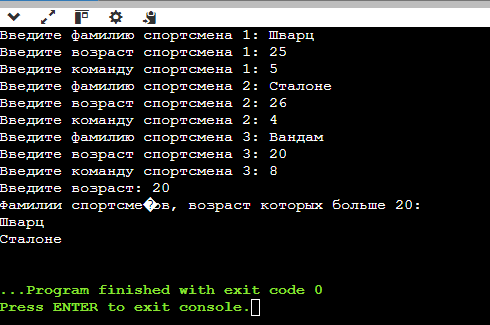 Введите фамилию спортсмена 1: Шварц
Введите возраст спортсмена 1: 25
Введите команду спортсмена 1: 5
Введите фамилию спортсмена 2: Сталоне
Введите возраст спортсмена 2: 26
Введите команду спортсмена 2: 4
Введите фамилию спортсмена 3: Вандам
Введите возраст спортсмена 3: 20
Введите команду спортсмена 3: 8
Введите возраст: 20
Фамилии спортсме�ов, возраст которых больше 20:
Шварц
Сталоне
...Program finished with exit code 0
Press ENTER to exit console.